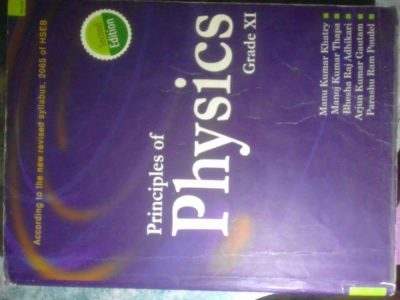 According to the new revised syllabus, 2065 of HSEB
Edition
Principles of
Physics
Grade XI
Manu Kumar Khatry
Manoj Kumar Thapa
Bhesha Raj Adhikari
Arjun Kumar Gautam
Parashu Ram Poudel